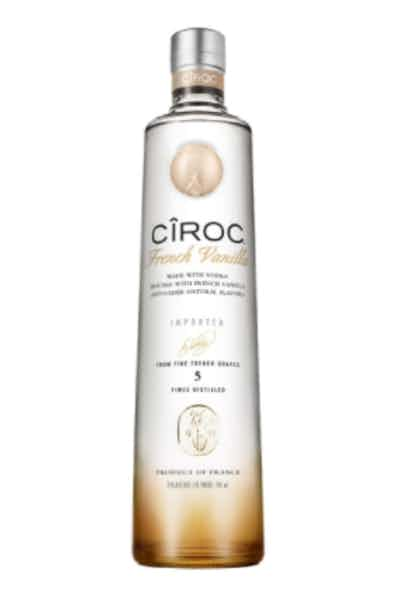 CÎROC
CÎROC
French Vanilla
MADE WITH VODKA
INFUSED WITH FRENCH VANILLA
AND OTHER NATURAL FLAVORS
IMPORTED
FROM FINE FRENCH GRAPES
5
TIMES DISTILLED
PRODUCT OF FRANCE